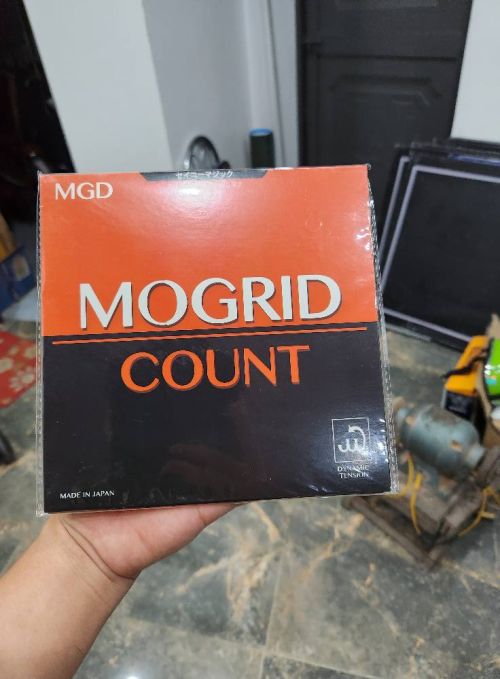 セイコーマジック
MGD
MOGRID
COUNT
DYNAMIC
TENSION
MADE IN JAPAN